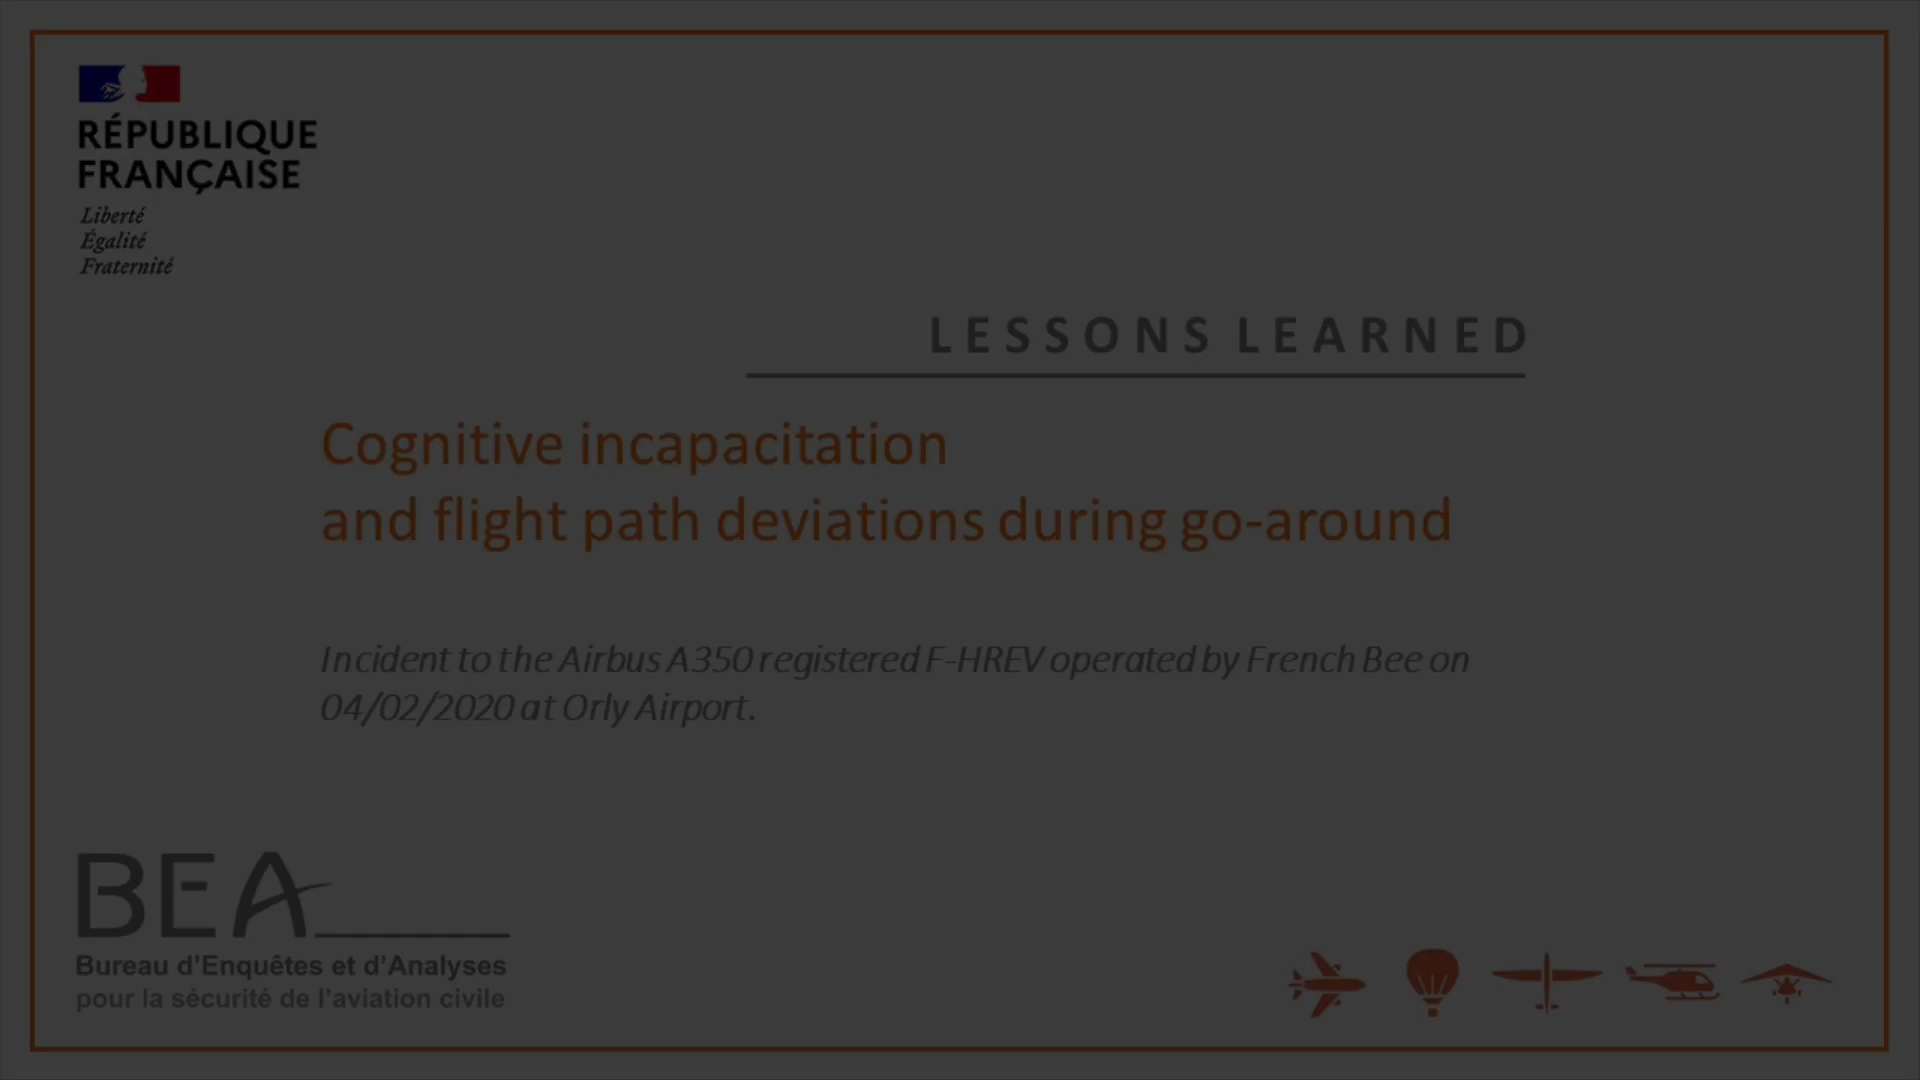 RÉPUBLIQUE
FRANÇAISE
Liberté
Égalité
Fraternité
LESSONS LEARNED
Cognitive incapacitation
and flight path deviations during go-around
Incident to the Airbus A350 registered F-HREV operated by French Bee on
04/02/2020 at Orly Airport.
BEA
Bureau d'Enquêtes et d'Analyses
pour la sécurité de l'aviation civile